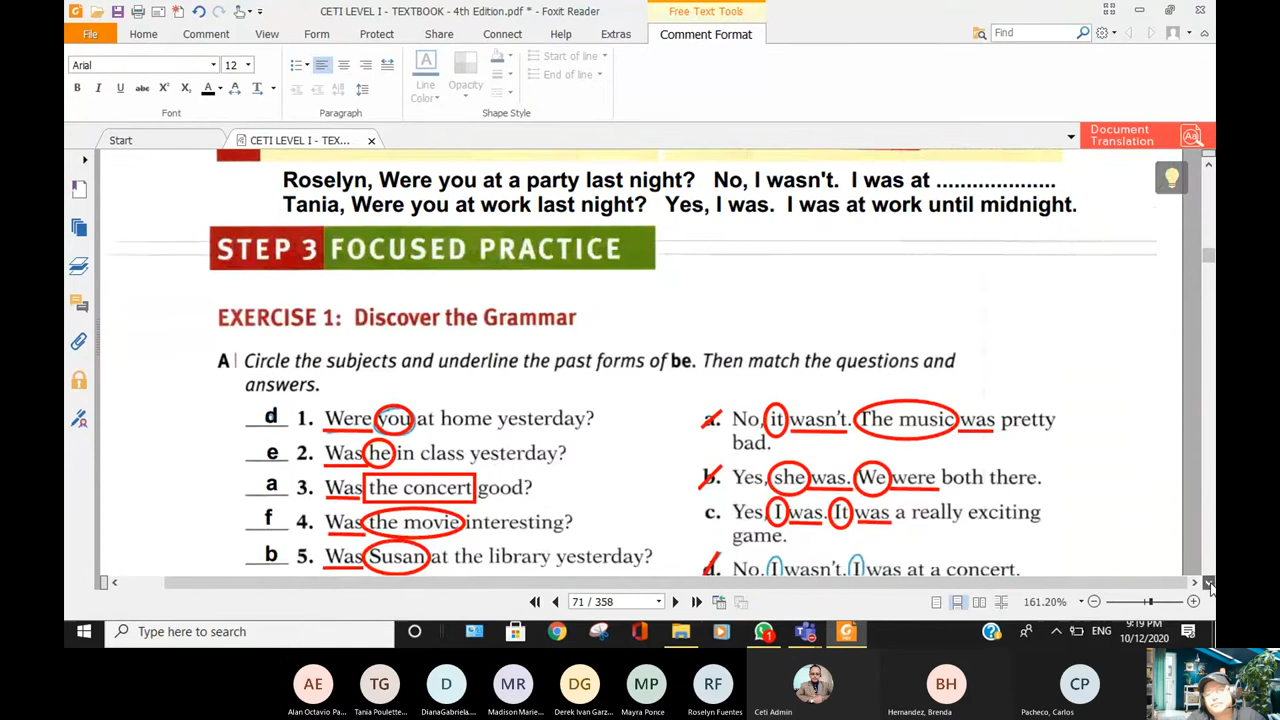 CETI LEVEL I - TEXTBOOK - 4th Edition.pdf * - Foxit Reader
Free Text Tools
File Home Comment View Form Protect Share Connect Help Extras Comment Format
Find
Arial 12
Start of line
End of line
B I U abc X² X₂ A A T
Line Color
Opacity
Font Paragraph Shape Style
Start CETI LEVEL I - TEX...
Document Translation
Roselyn, Were you at a party last night? No, I wasn't. I was at .....................
Tania, Were you at work last night? Yes, I was. I was at work until midnight.
STEP 3 FOCUSED PRACTICE
EXERCISE 1: Discover the Grammar
A | Circle the subjects and underline the past forms of be. Then match the questions and
answers.
d 1. Were you at home yesterday?
e 2. Was he in class yesterday?
a 3. Was the concert good?
f 4. Was the movie interesting?
b 5. Was Susan at the library yesterday?
a. No, it wasn't. The music was pretty
bad.
b. Yes, she was. We were both there.
c. Yes, I was. It was a really exciting
game.
d. No, I wasn't. I was at a concert.
71 / 358
161.20%
Type here to search
ENG
9:19 PM
10/12/2020
AE TG D MR DG MP RF BH CP
Alan Octavio Pa... Tania Poulette... DianaGabriela... Madison Marie... Derek Ivan Garz... Mayra Ponce Roselyn Fuentes Ceti Admin Hernandez, Brenda Pacheco, Carlos